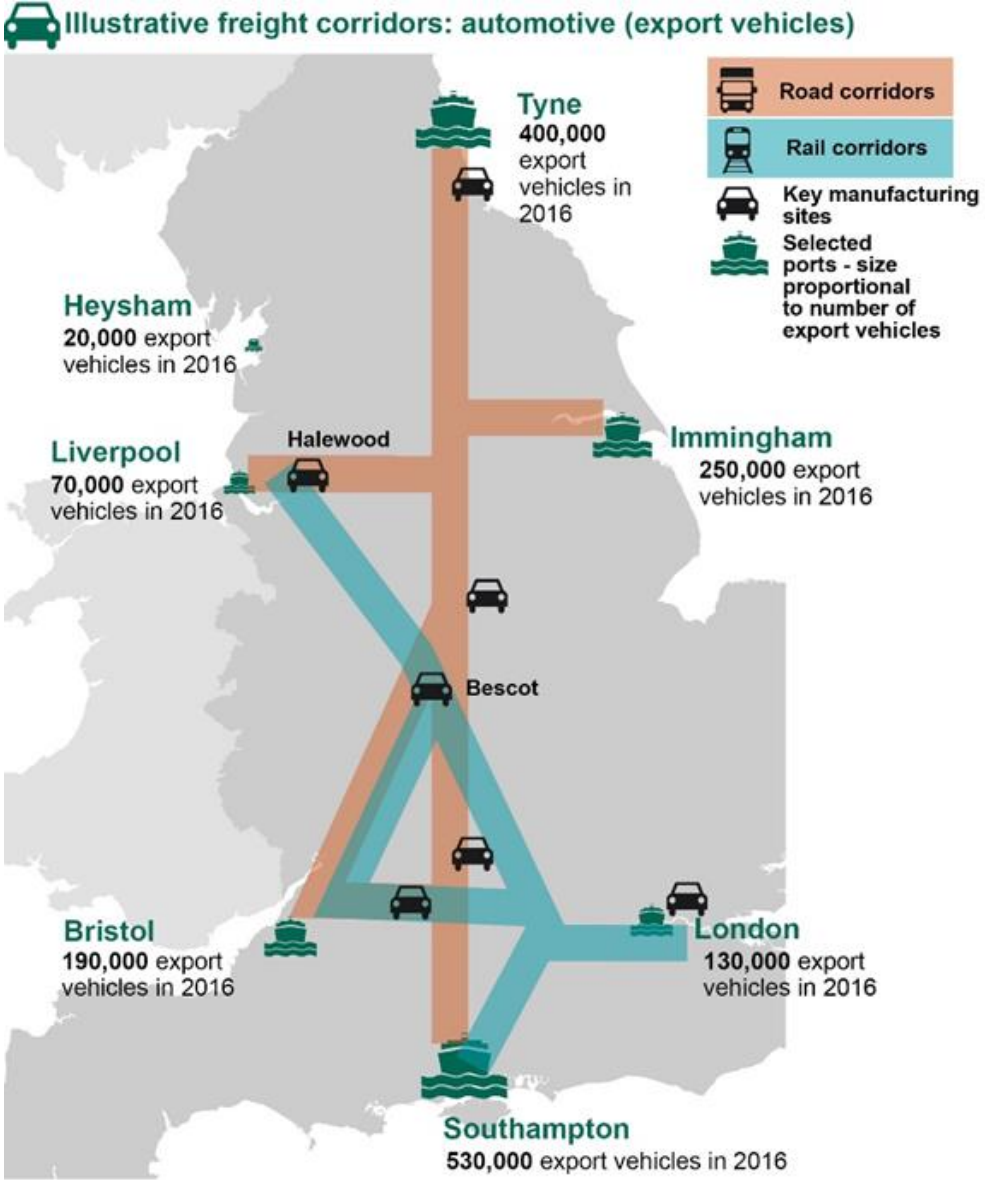 Illustrative freight corridors: automotive (export vehicles)
Road corridors
Rail corridors
Key manufacturing
sites
Selected
ports - size
proportional
to number of
export vehicles
Tyne
400,000
export
vehicles in
2016
Heysham
20,000 export
vehicles in 2016
Halewood
Liverpool
70,000 export
vehicles in 2016
Immingham
250,000 export
vehicles in 2016
Bescot
Bristol
190,000 export
vehicles in 2016
London
130,000 export
vehicles in 2016
Southampton
530,000 export vehicles in 2016